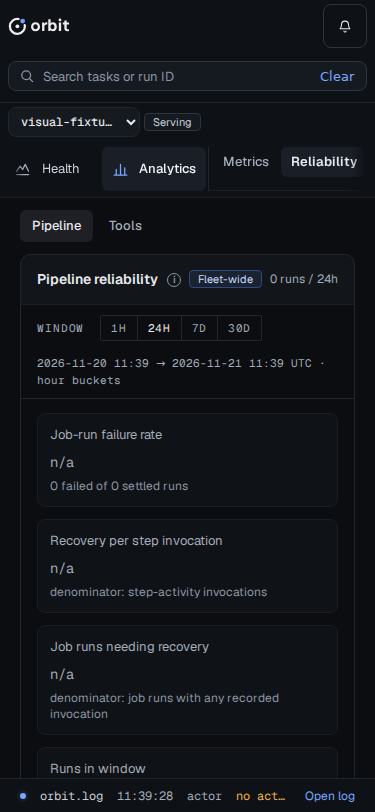 orbit
Search tasks or run ID
Clear
visual-fixtu…
Serving
Health
Analytics
Metrics
Reliability
Pipeline
Tools
Pipeline reliability
Fleet-wide
0 runs / 24h
WINDOW
1H
24H
7D
30D
2026-11-20 11:39 → 2026-11-21 11:39 UTC ·
hour buckets
Job-run failure rate
n/a
0 failed of 0 settled runs
Recovery per step invocation
n/a
denominator: step-activity invocations
Job runs needing recovery
n/a
denominator: job runs with any recorded
invocation
Runs in window
orbit.log
11:39:28
actor
no act…
Open log